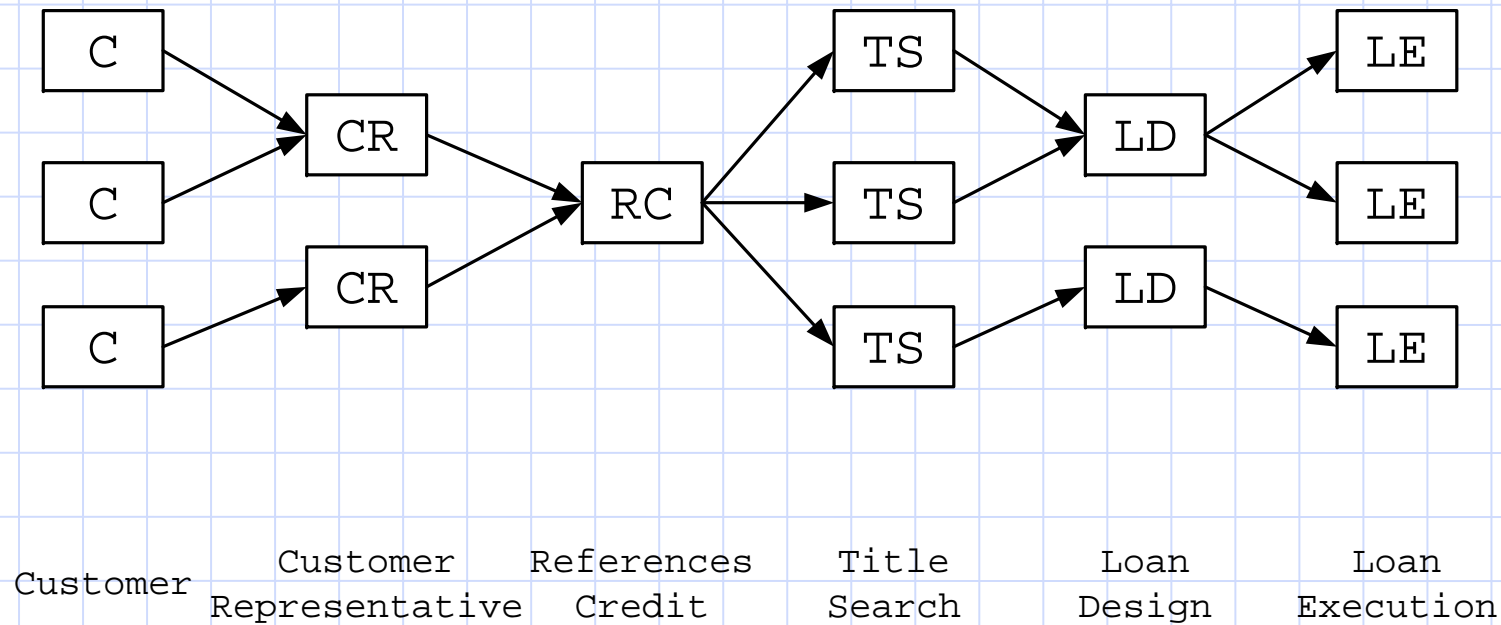 C
TS
LE
CR
LD
C
RC
TS
LE
CR
LD
C
TS
LE
Customer
Customer
Representative
References
Credit
Title
Search
Loan
Design
Loan
Execution